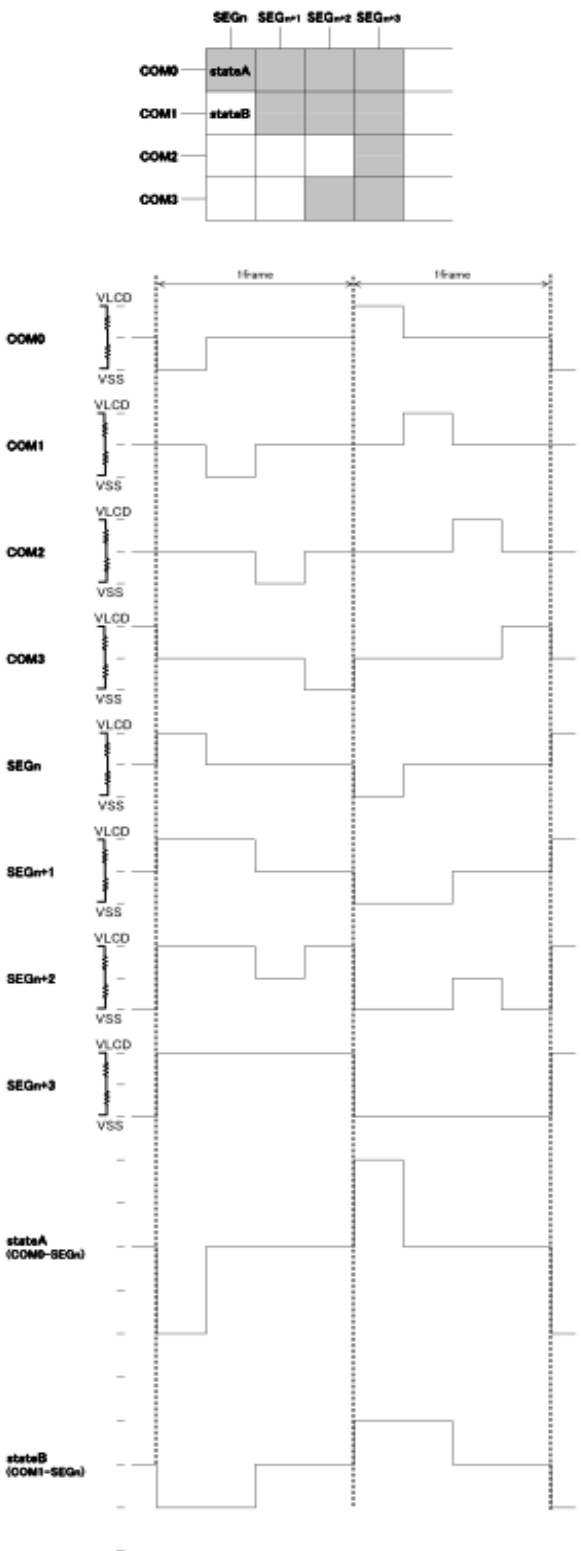 SEGn SEGn+1 SEGn+2 SEGn+3
COM0 stateA
COM1 stateB
COM2
COM3
1frame 1frame
VLCD
COM0
VSS
VLCD
COM1
VSS
VLCD
COM2
VSS
VLCD
COM3
VSS
VLCD
SEGn
VSS
VLCD
SEGn+1
VSS
VLCD
SEGn+2
VSS
VLCD
SEGn+3
VSS
stateA
(COM0-SEGn)
stateB
(COM1-SEGn)